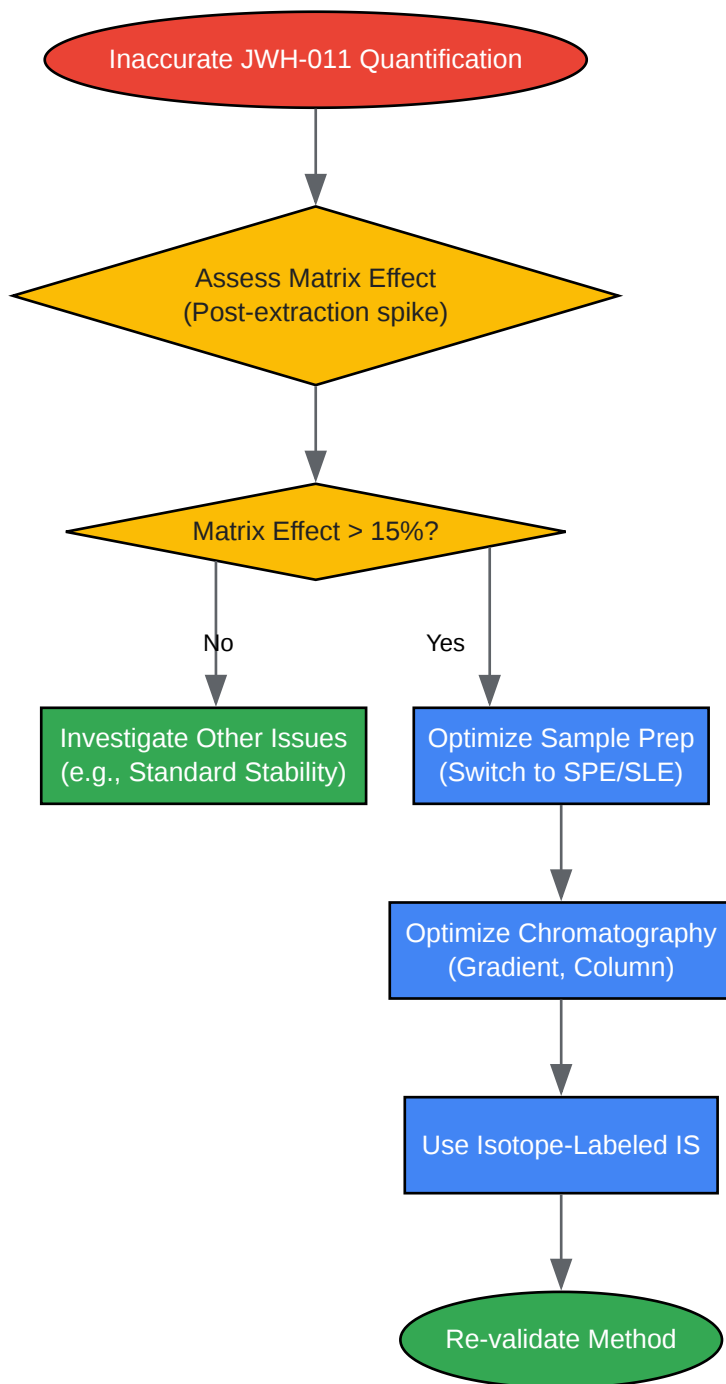 Inaccurate JWH-011 Quantification
Assess Matrix Effect
(Post-extraction spike)
Matrix Effect > 15%?
No
Yes
Investigate Other Issues
(e.g., Standard Stability)
Optimize Sample Prep
(Switch to SPE/SLE)
Optimize Chromatography
(Gradient, Column)
Use Isotope-Labeled IS
Re-validate Method